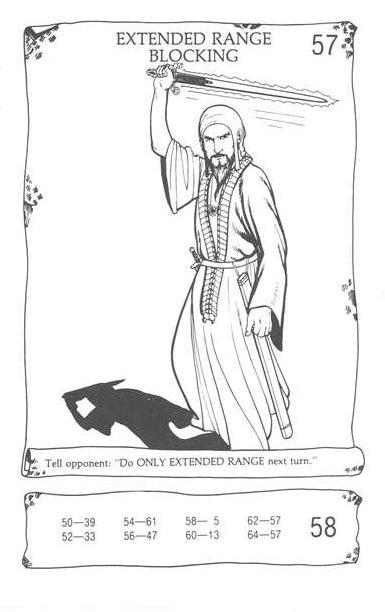 EXTENDED RANGE 57
BLOCKING
Tell opponent: "Do ONLY EXTENDED RANGE next turn."
50—39 54—61 58— 5 62—57 58
52—33 56—47 60—13 64—57